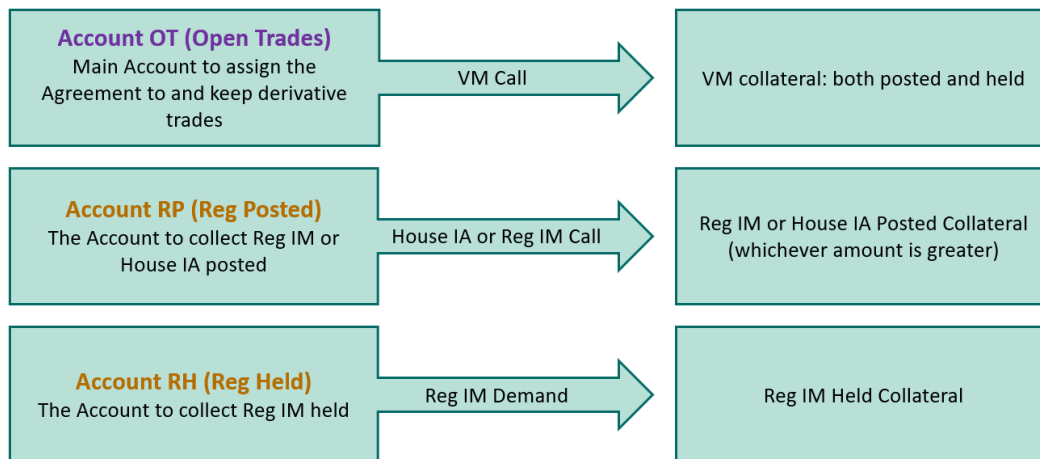 Account OT (Open Trades)
Main Account to assign the
Agreement to and keep derivative
trades
VM Call
VM collateral: both posted and held
Account RP (Reg Posted)
The Account to collect Reg IM or
House IA posted
House IA or Reg IM Call
Reg IM or House IA Posted Collateral
(whichever amount is greater)
Account RH (Reg Held)
The Account to collect Reg IM held
Reg IM Demand
Reg IM Held Collateral